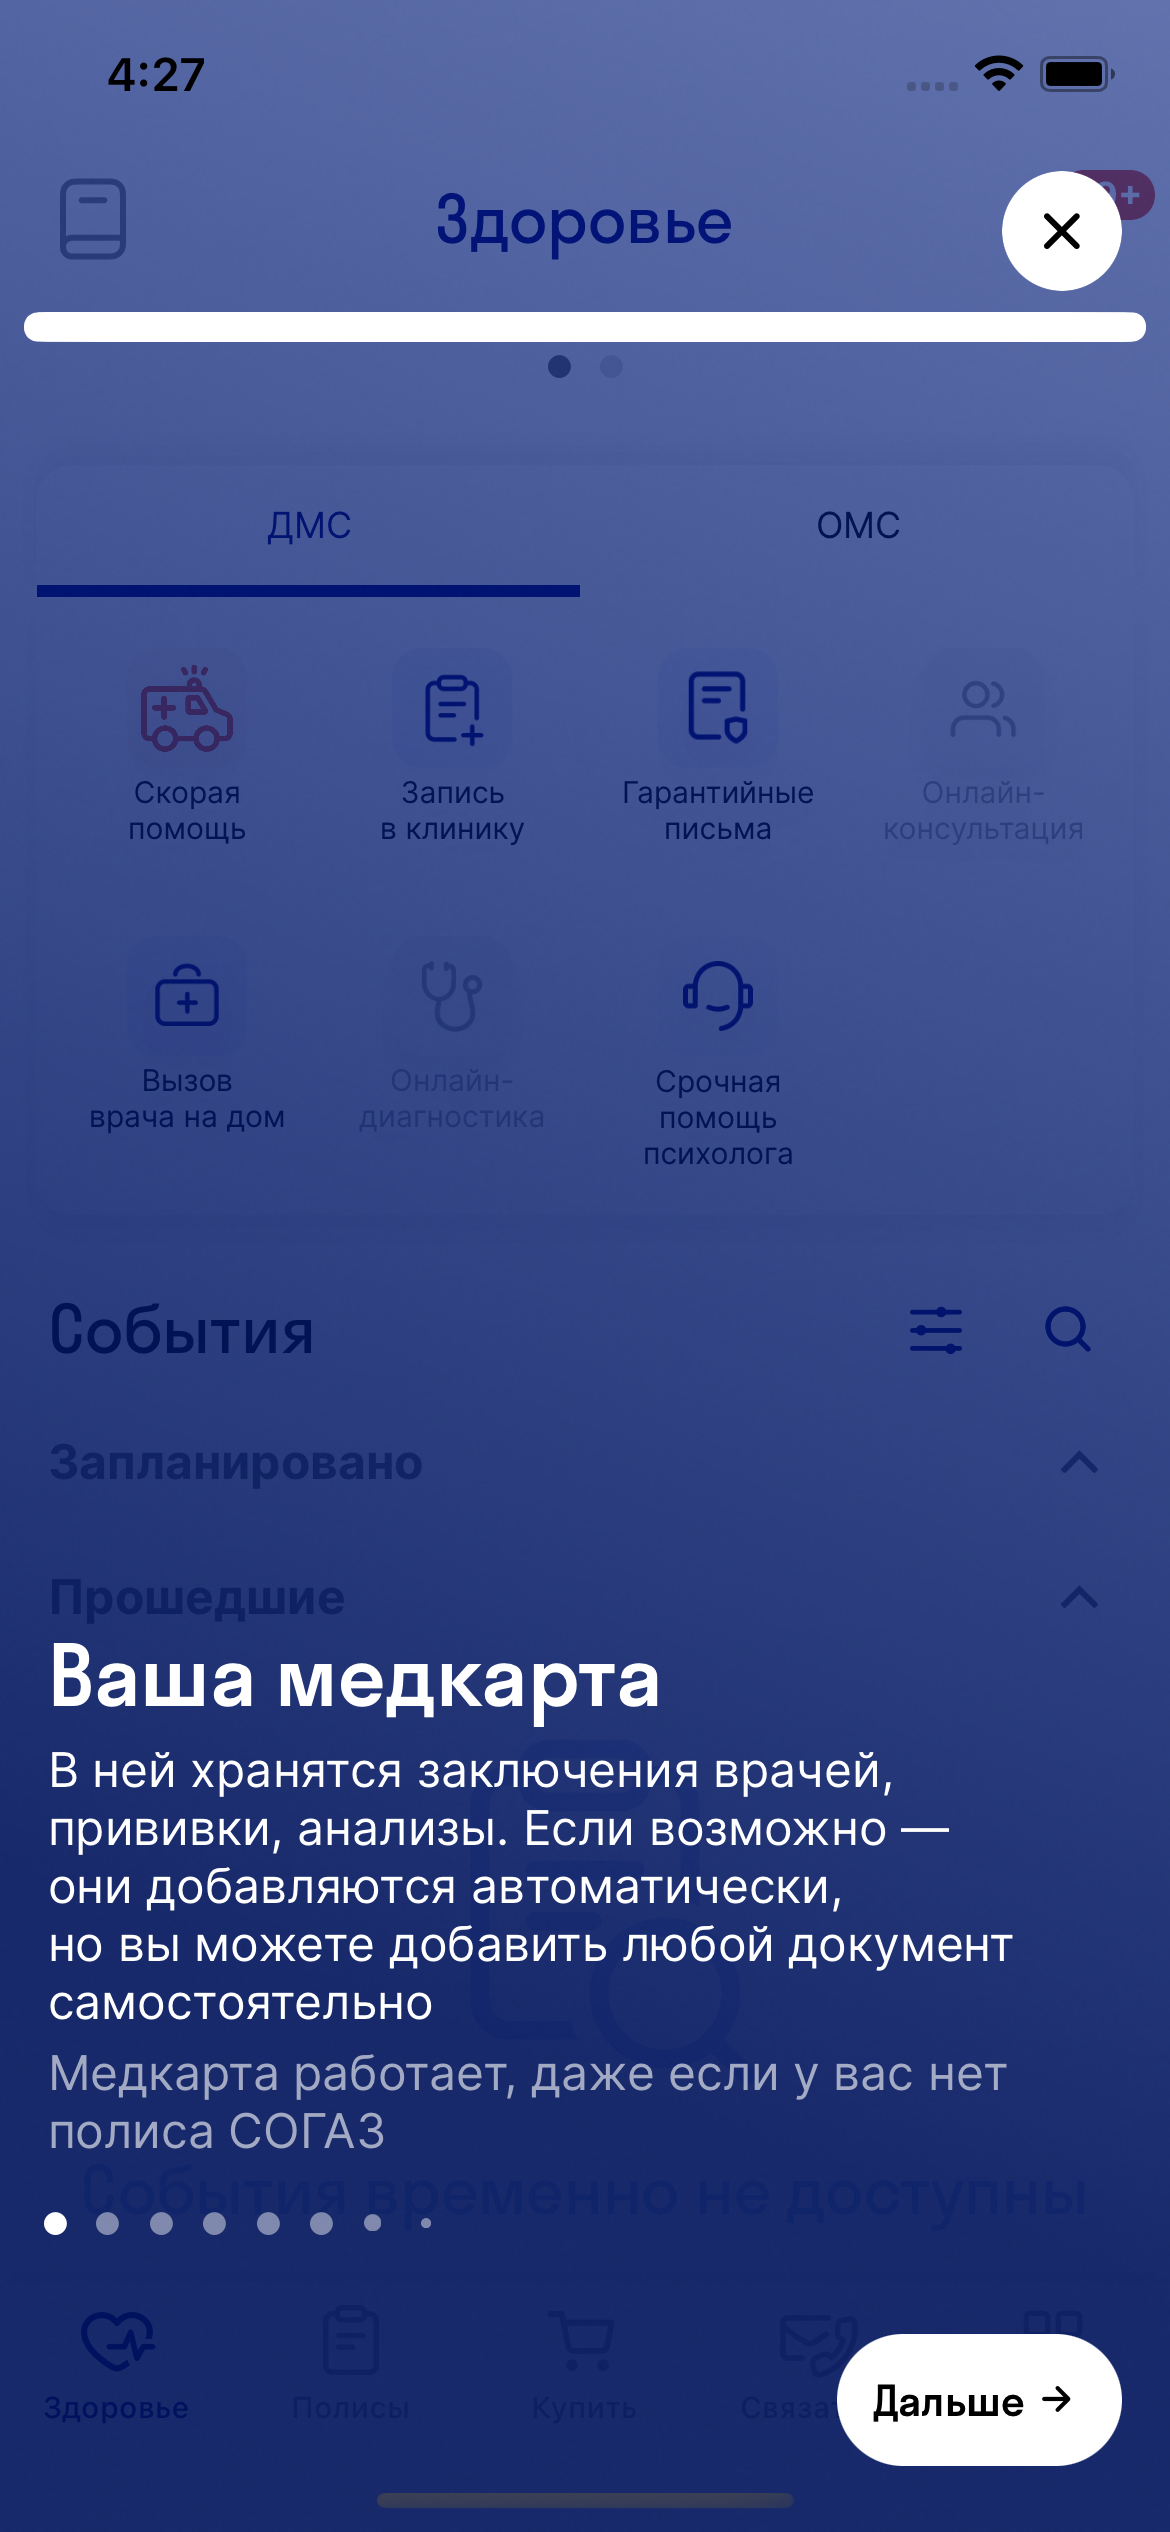 4:27
Здоровье
9+
ДМС
ОМС
Скорая
помощь
Запись
в клинику
Гарантийные
письма
Онлайн-
консультация
Вызов
врача на дом
Онлайн-
диагностика
Срочная
помощь
психолога
События
Запланировано
Прошедшие
Ваша медкарта
В ней хранятся заключения врачей,
прививки, анализы. Если возможно —
они добавляются автоматически,
но вы можете добавить любой документ
самостоятельно
Медкарта работает, даже если у вас нет
полиса СОГАЗ
События временно не доступны
Здоровье
Полисы
Купить
Дальше →